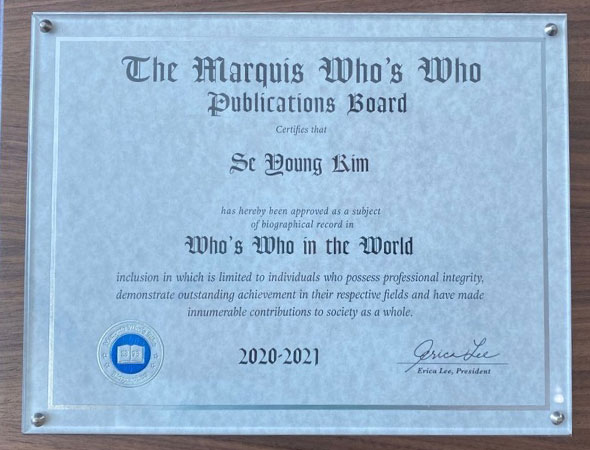 The Marquis Who's Who
Publications Board
Certifies that
Se Young Kim
has hereby been approved as a subject
of biographical record in
Who's Who in the World
inclusion in which is limited to individuals who possess professional integrity,
demonstrate outstanding achievement in their respective fields and have made
innumerable contributions to society as a whole.
2020-2021
Erica Lee
Erica Lee, President